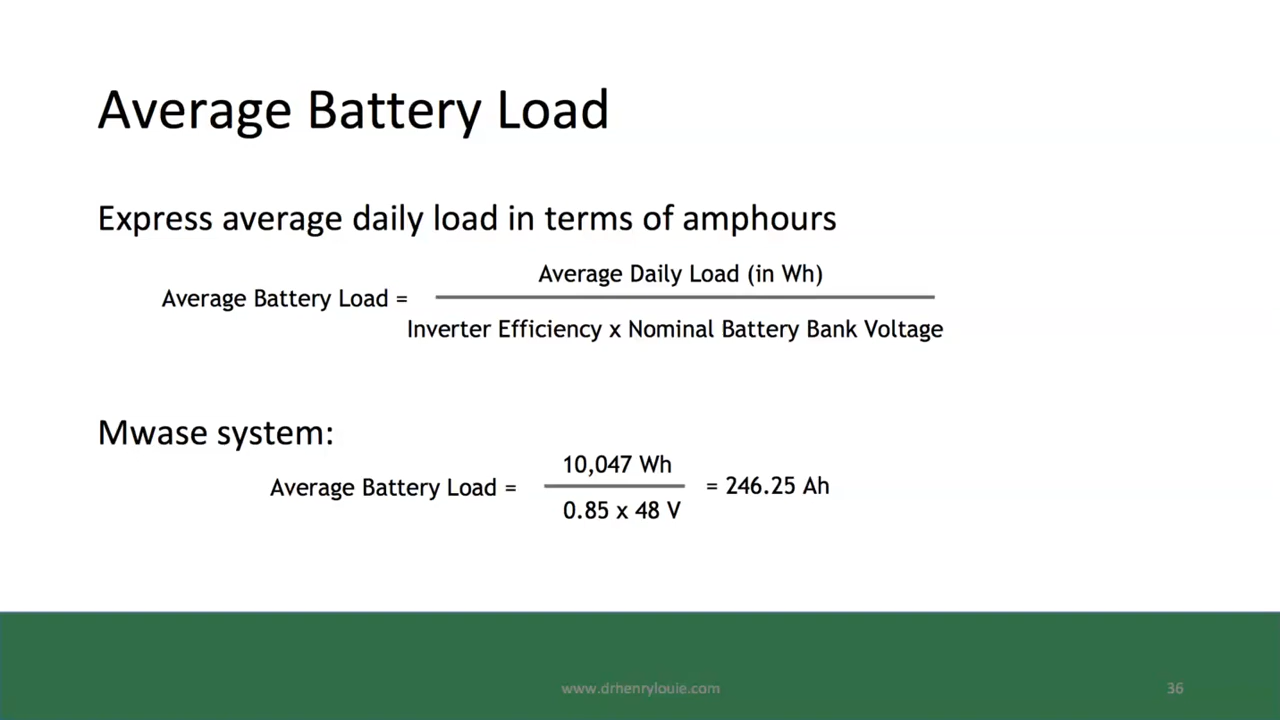 Average Battery Load
Express average daily load in terms of amphours
Average Daily Load (in Wh)
Average Battery Load =
Inverter Efficiency x Nominal Battery Bank Voltage
Mwase system:
10,047 Wh
Average Battery Load =
= 246.25 Ah
0.85 x 48 V
www.drhenrylouie.com
36